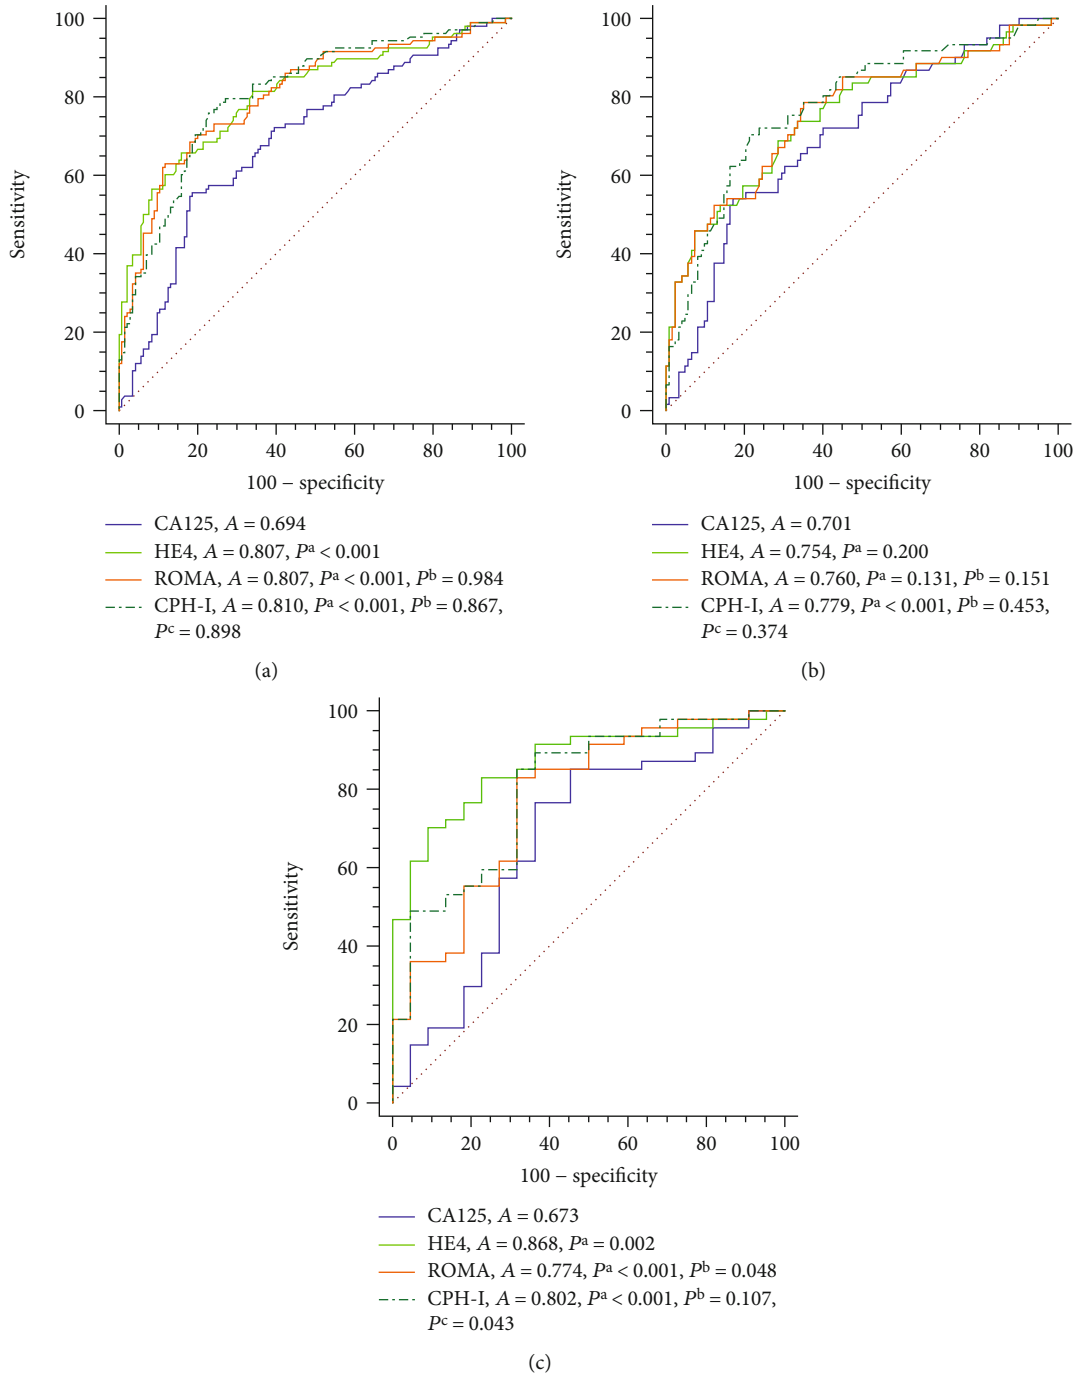 100
80
60
40
20
0
Sensitivity
0 20 40 60 80 100
100 – specificity
CA125, A = 0.694
HE4, A = 0.807, Pᵃ < 0.001
ROMA, A = 0.807, Pᵃ < 0.001, Pᵇ = 0.984
CPH-I, A = 0.810, Pᵃ < 0.001, Pᵇ = 0.867,
Pᶜ = 0.898
(a)
100
80
60
40
20
0
Sensitivity
0 20 40 60 80 100
100 – specificity
CA125, A = 0.701
HE4, A = 0.754, Pᵃ = 0.200
ROMA, A = 0.760, Pᵃ = 0.131, Pᵇ = 0.151
CPH-I, A = 0.779, Pᵃ < 0.001, Pᵇ = 0.453,
Pᶜ = 0.374
(b)
100
80
60
40
20
0
Sensitivity
0 20 40 60 80 100
100 – specificity
CA125, A = 0.673
HE4, A = 0.868, Pᵃ = 0.002
ROMA, A = 0.774, Pᵃ < 0.001, Pᵇ = 0.048
CPH-I, A = 0.802, Pᵃ < 0.001, Pᵇ = 0.107,
Pᶜ = 0.043
(c)